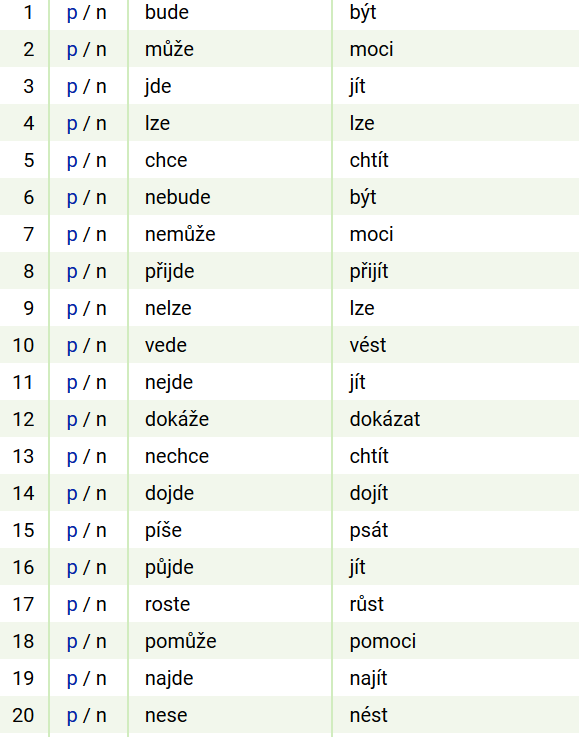 1 p / n bude být
2 p / n může moci
3 p / n jde jít
4 p / n lze lze
5 p / n chce chtít
6 p / n nebude být
7 p / n nemůže moci
8 p / n přijde přijít
9 p / n nelze lze
10 p / n vede vést
11 p / n nejde jít
12 p / n dokáže dokázat
13 p / n nechce chtít
14 p / n dojde dojít
15 p / n píše psát
16 p / n půjde jít
17 p / n roste růst
18 p / n pomůže pomoci
19 p / n najde najít
20 p / n nese nést